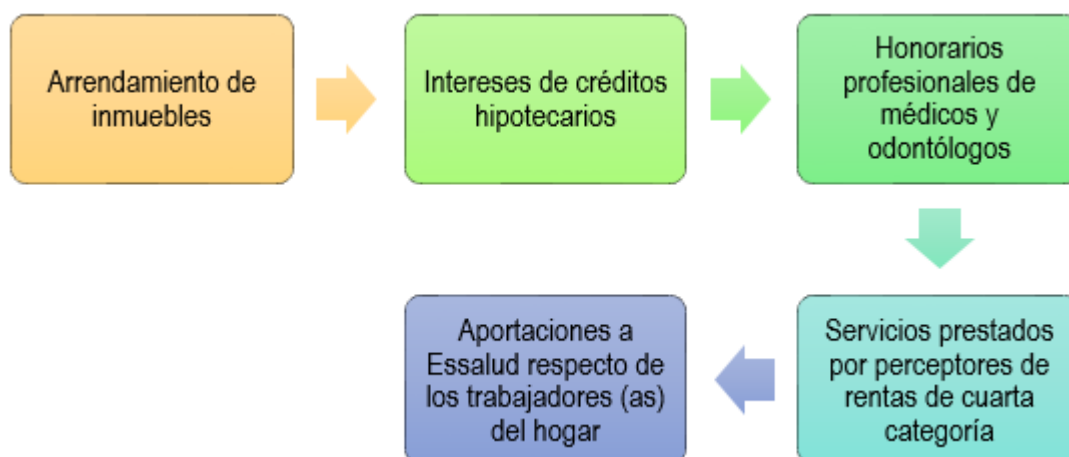 Arrendamiento de
inmuebles
Intereses de créditos
hipotecarios
Honorarios
profesionales de
médicos y
odontólogos
Servicios prestados
por perceptores de
rentas de cuarta
categoría
Aportaciones a
Essalud respecto de
los trabajadores (as)
del hogar